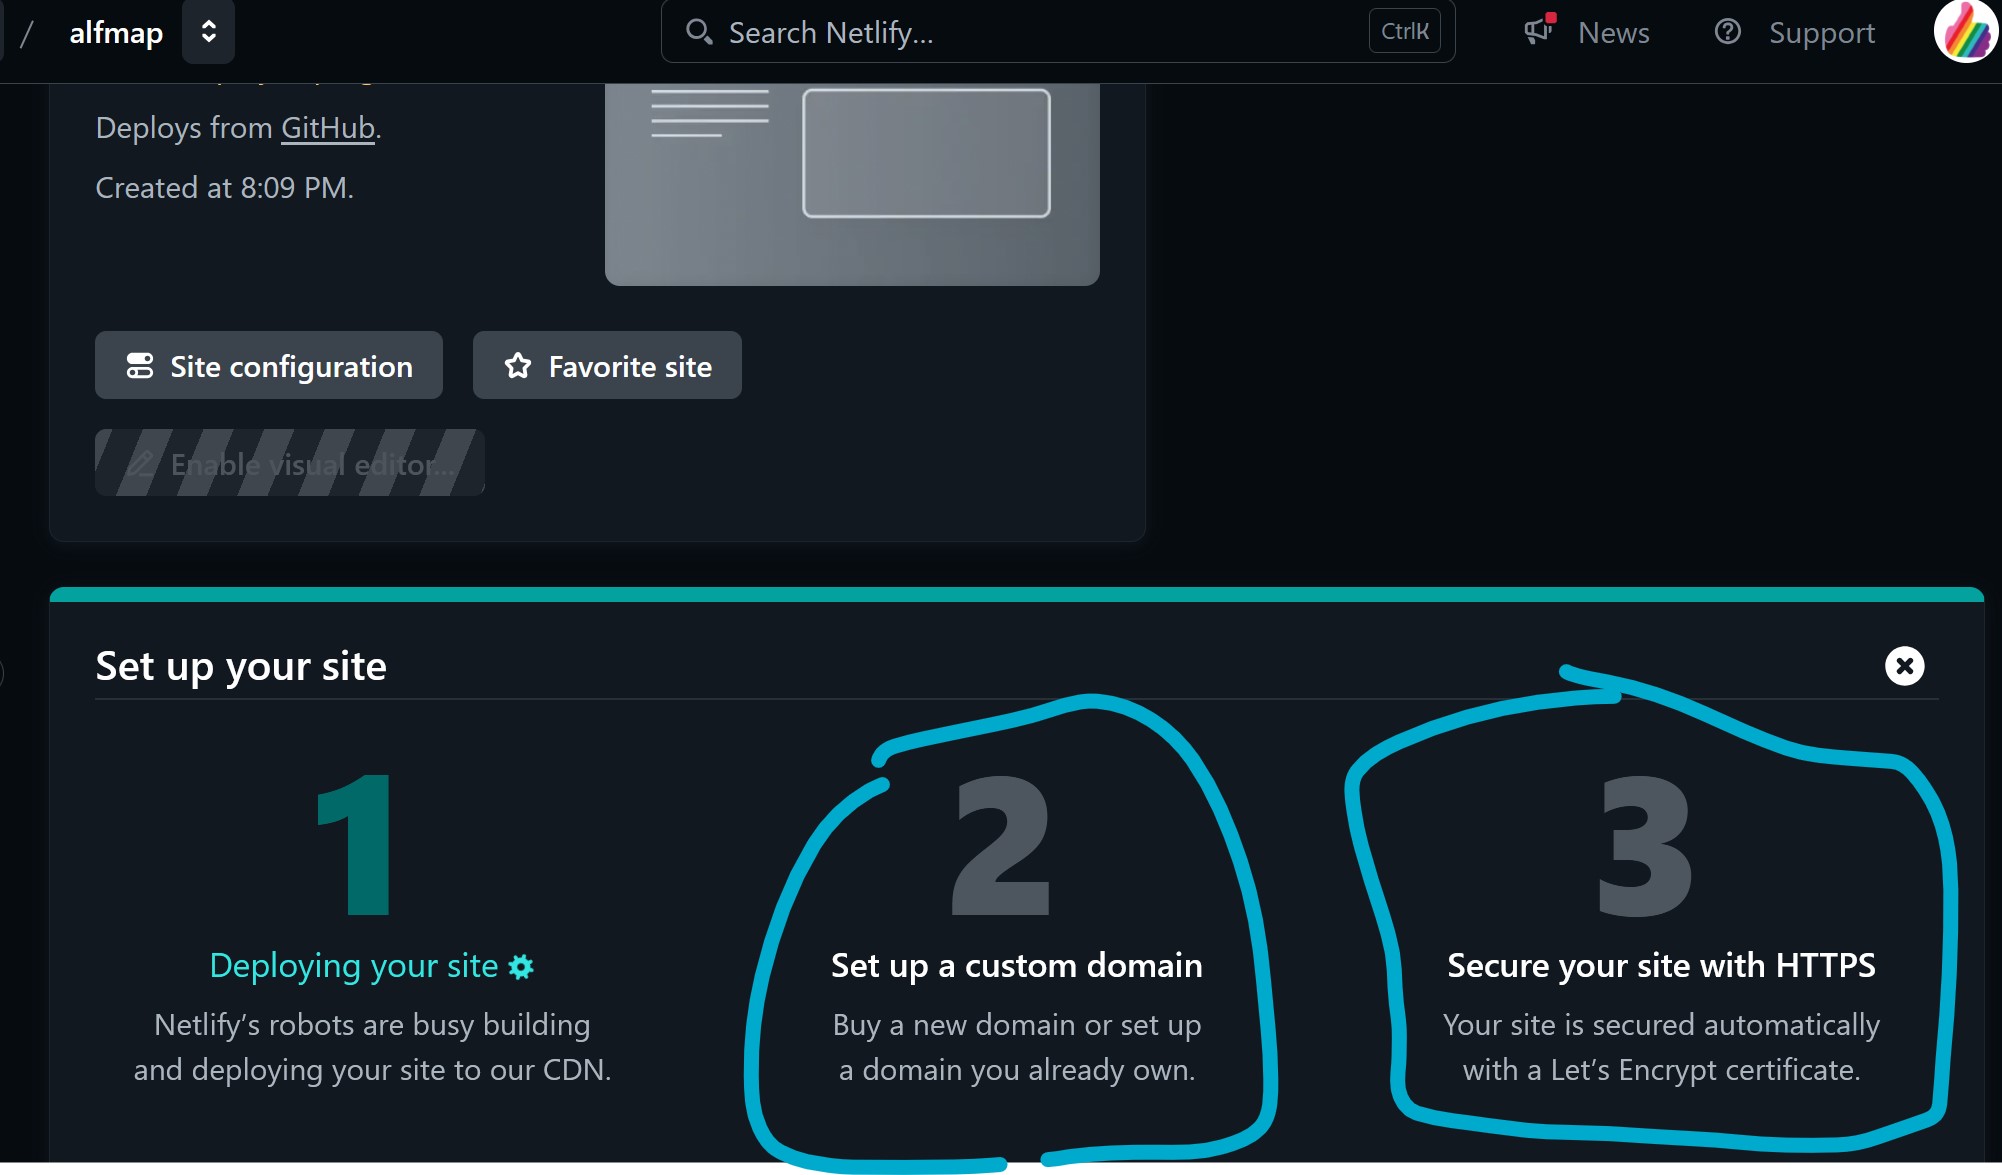 / alfmap
Search Netlify...
Ctrl K
News
Support
Deploys from GitHub.
Created at 8:09 PM.
Site configuration
Favorite site
Enable visual editor...
Set up your site
1
Deploying your site
Netlify’s robots are busy building
and deploying your site to our CDN.
2
Set up a custom domain
Buy a new domain or set up
a domain you already own.
3
Secure your site with HTTPS
Your site is secured automatically
with a Let’s Encrypt certificate.